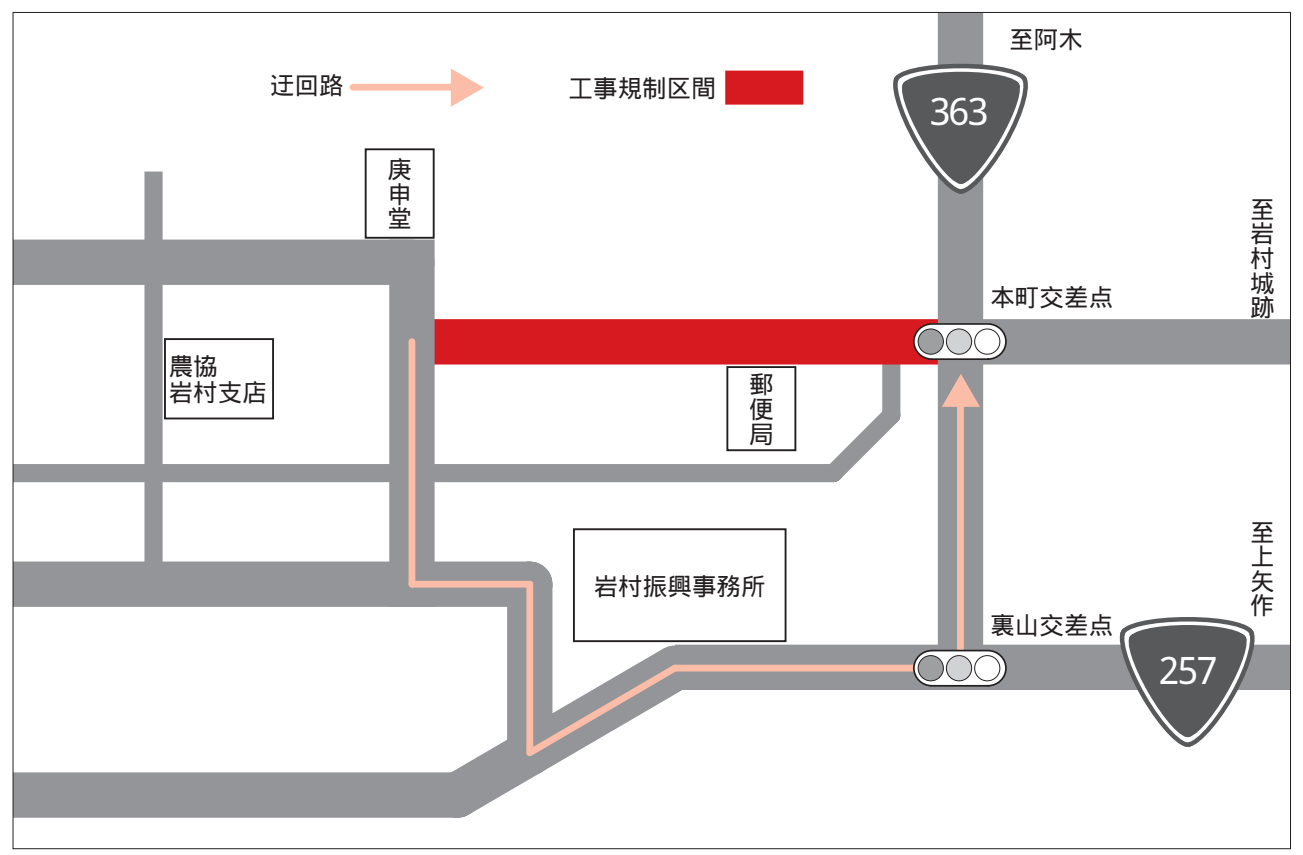 至阿木
迂回路
工事規制区間
363
庚申堂
至岩村城跡
本町交差点
農協
岩村支店
郵便局
至上矢作
岩村振興事務所
裏山交差点
257